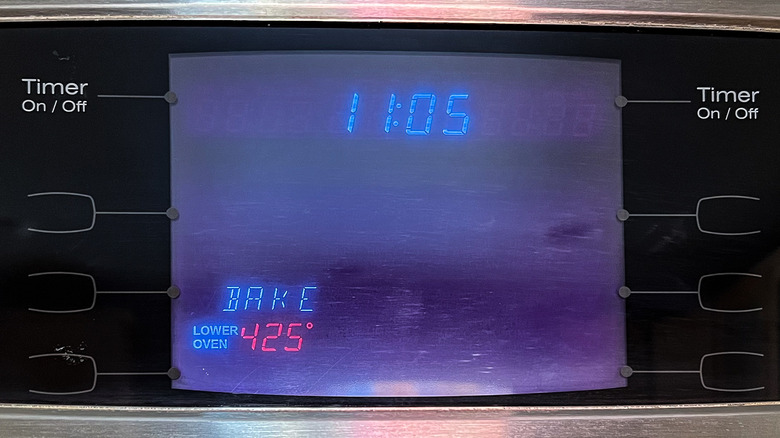 Timer
On / Off
11:05
Timer
On / Off
BAKE
LOWER
OVEN
425°